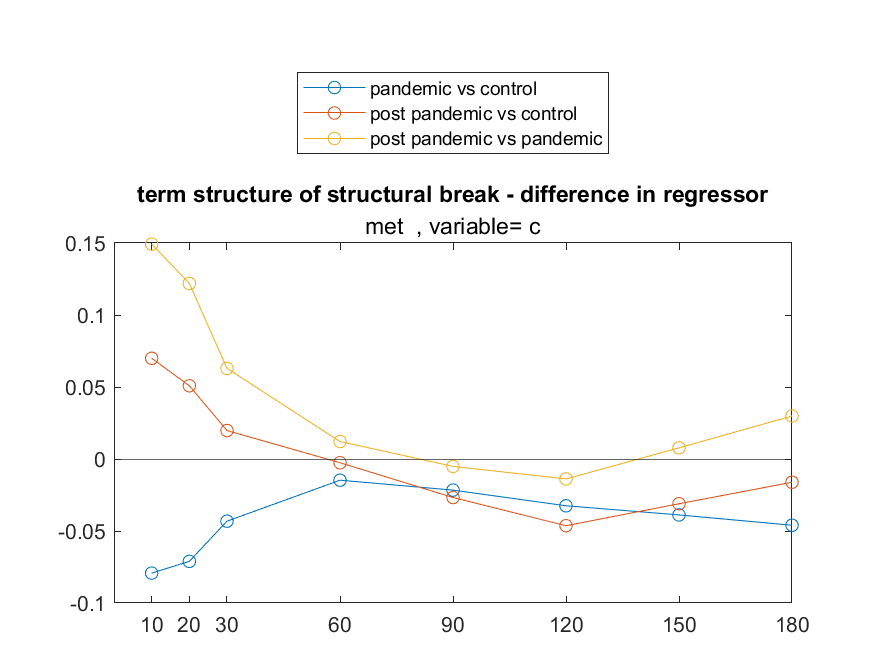 pandemic vs control
post pandemic vs control
post pandemic vs pandemic
term structure of structural break - difference in regressor
met  , variable= c
0.15
0.1
0.05
0
-0.05
-0.1
10 20 30 60 90 120 150 180